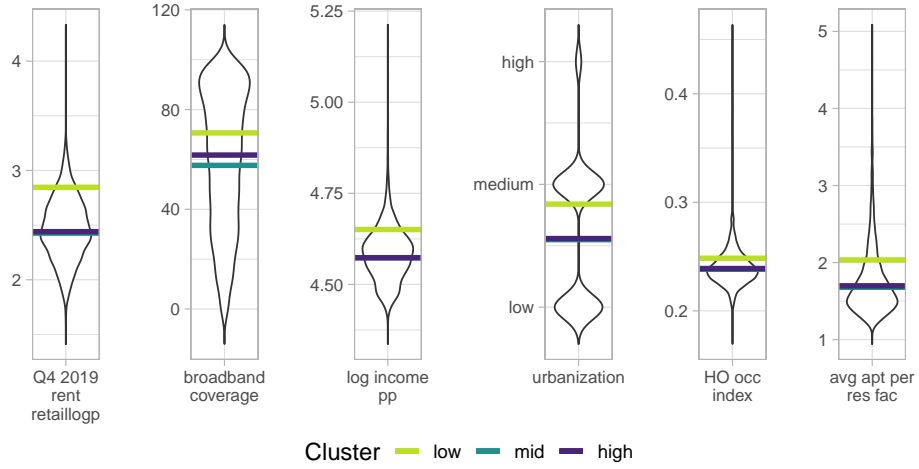 4
3
2
Q4 2019
rent
retaillogp
120
80
40
0
broadband
coverage
5.25
5.00
4.75
4.50
log income
pp
high
medium
low
urbanization
0.4
0.3
0.2
HO occ
index
5
4
3
2
1
avg apt per
res fac
Cluster low mid high